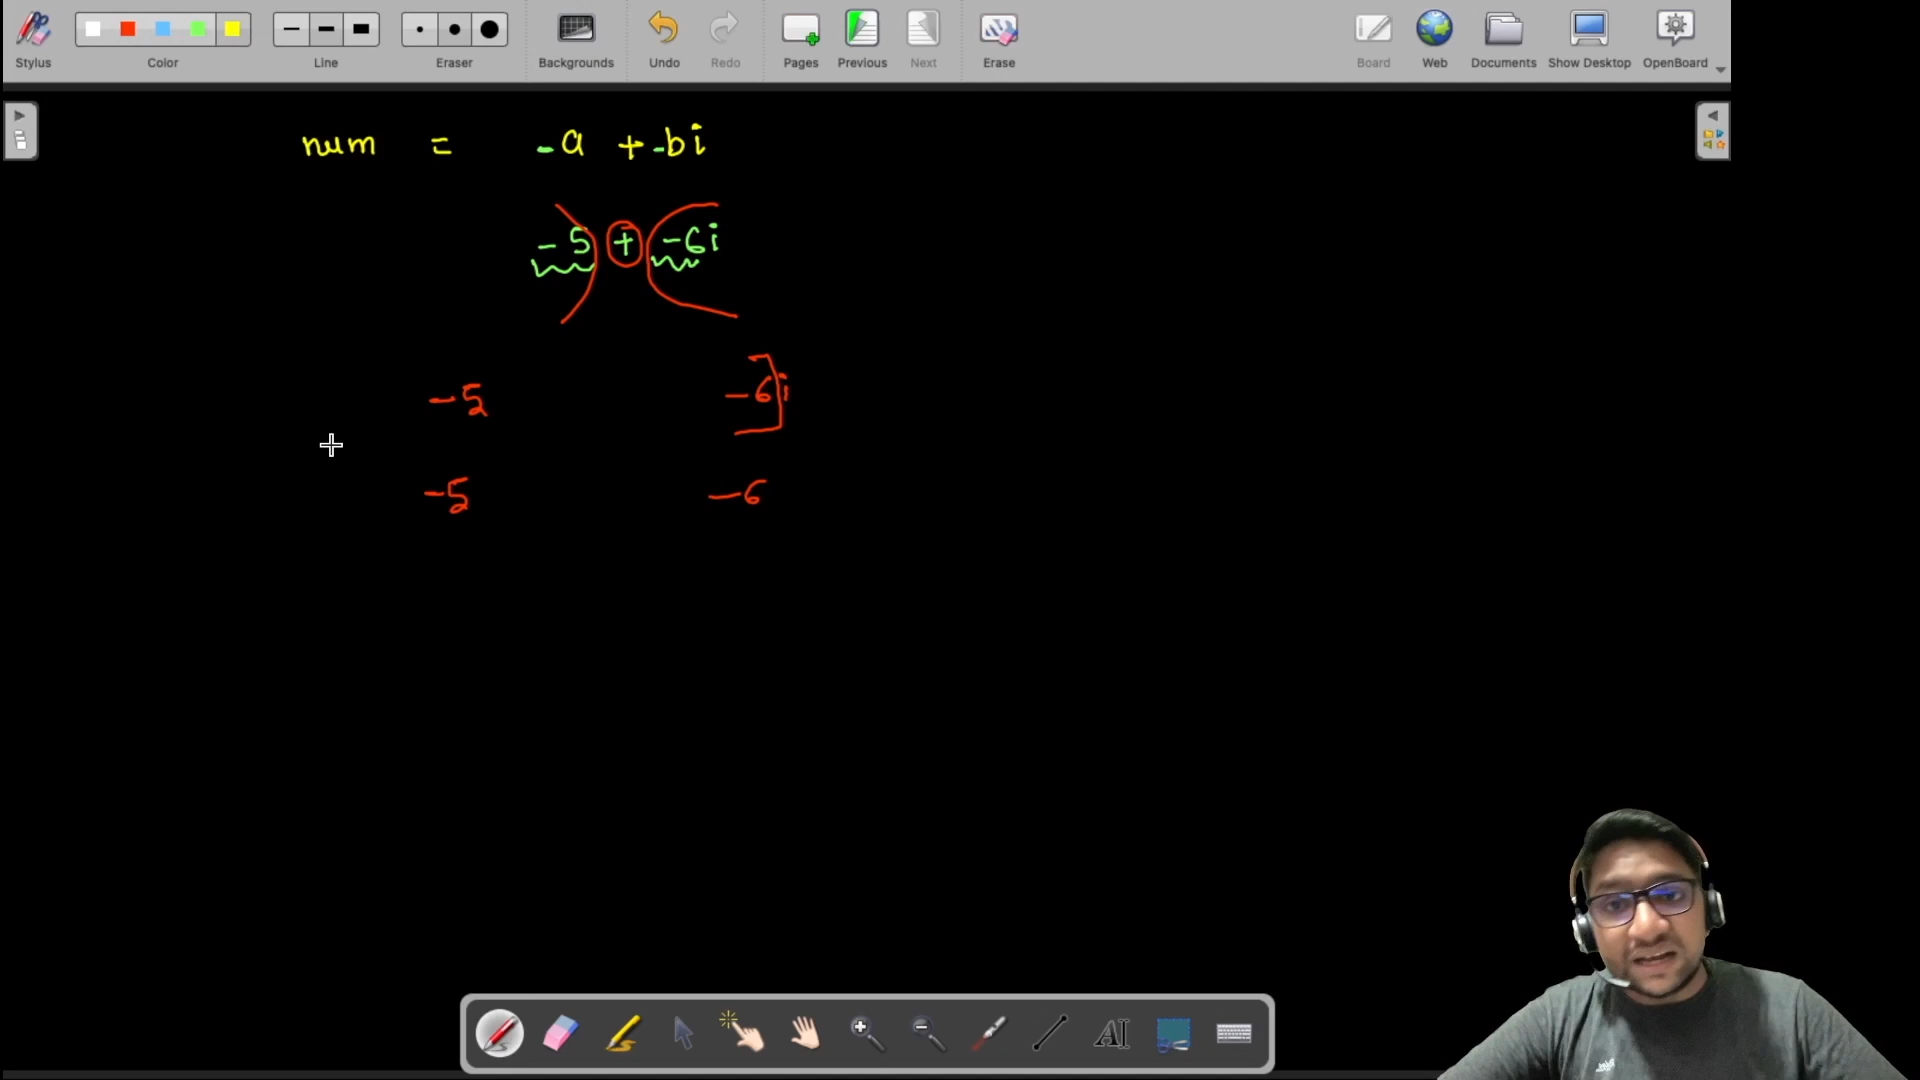 Stylus Color Line Eraser Backgrounds Undo Redo Pages Previous Next Erase Board Web Documents Show Desktop OpenBoard
num = -a + -bi
-5 + -6i
-5 -6i
-5 -6
AI